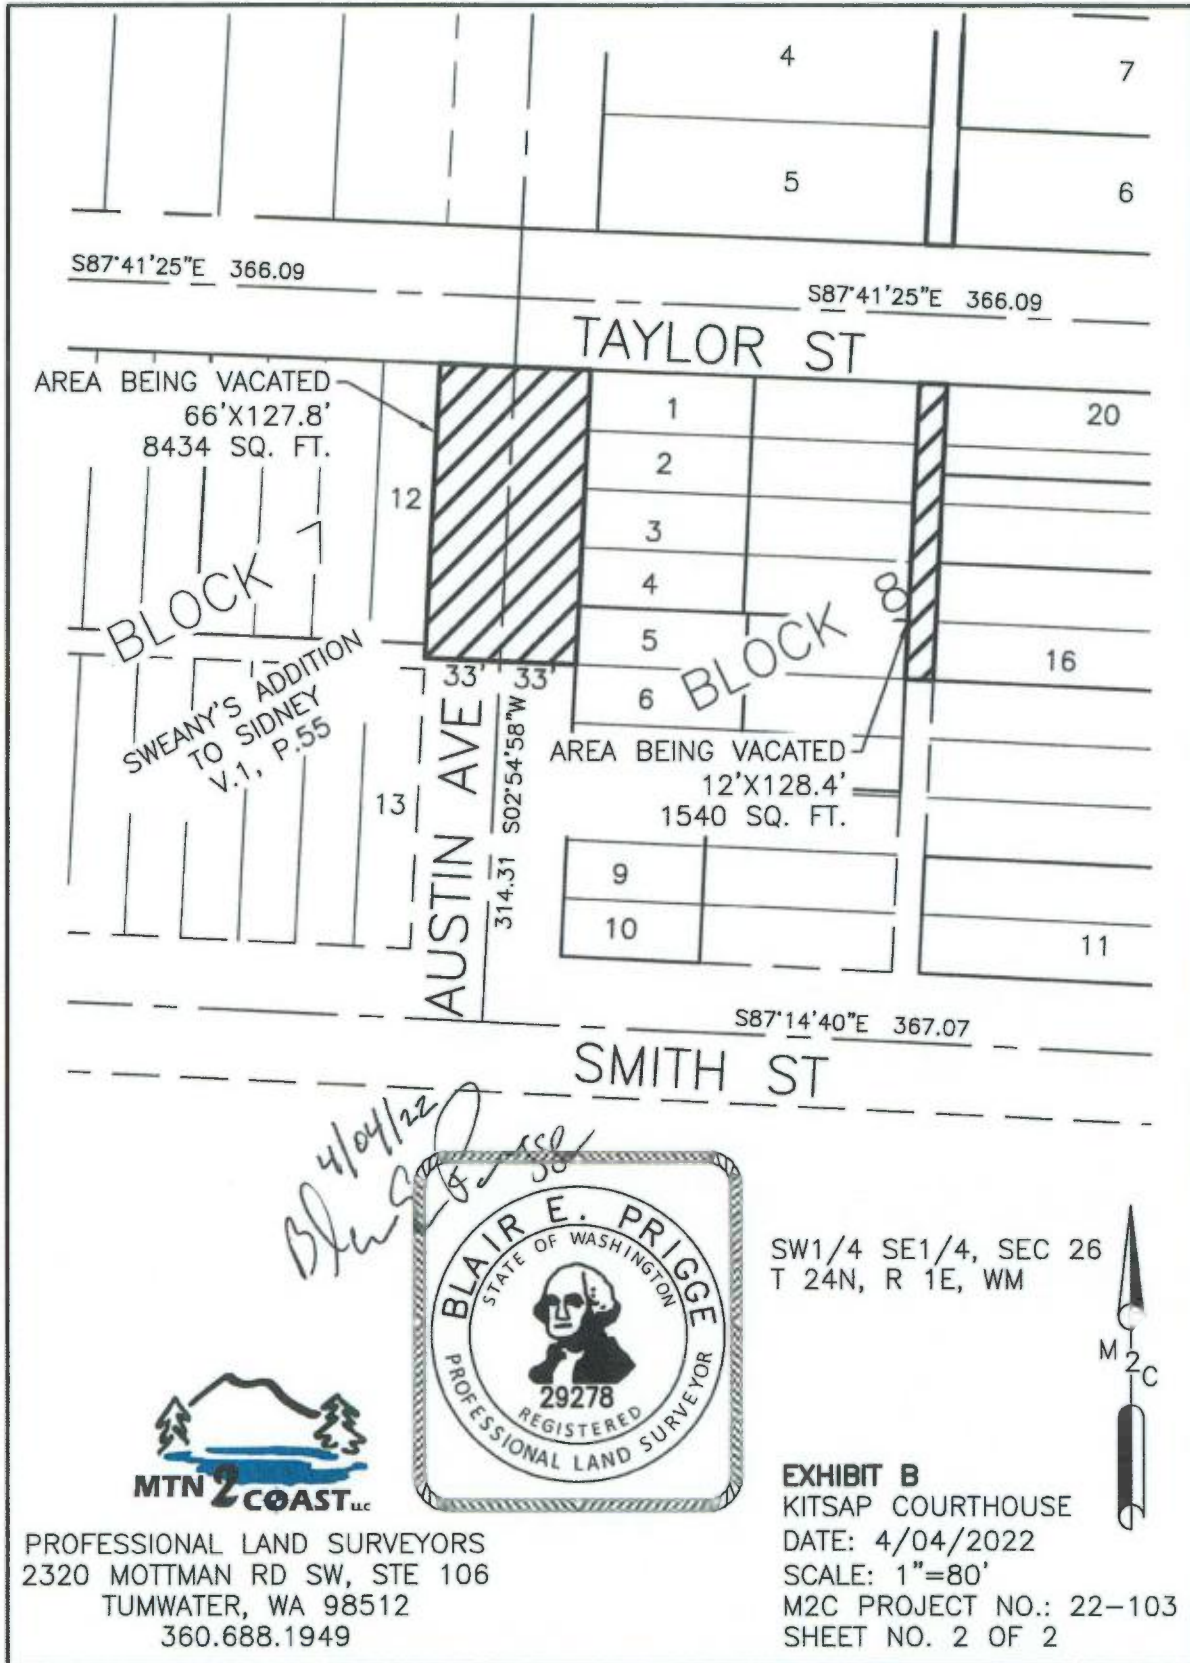 4
7
5
6
S87°41'25"E 366.09
S87°41'25"E 366.09
TAYLOR ST
AREA BEING VACATED
66'X127.8'
8434 SQ. FT.
1
20
2
12
3
4
BLOCK 7
BLOCK 8
5
16
SWEANY'S ADDITION
TO SIDNEY
V.1, P.55
33' 33'
6
AREA BEING VACATED
12'X128.4'
1540 SQ. FT.
13
AUSTIN AVE
314.31 S02°54'58"W
9
10
11
S87°14'40"E 367.07
SMITH ST
4/04/22
BLAIR E. PRIGGE
STATE OF WASHINGTON
29278
REGISTERED
PROFESSIONAL LAND SURVEYOR
SW1/4 SE1/4, SEC 26
T 24N, R 1E, WM
M2C
MTN 2 COAST LLC
PROFESSIONAL LAND SURVEYORS
2320 MOTTMAN RD SW, STE 106
TUMWATER, WA 98512
360.688.1949
EXHIBIT B
KITSAP COURTHOUSE
DATE: 4/04/2022
SCALE: 1"=80'
M2C PROJECT NO.: 22-103
SHEET NO. 2 OF 2